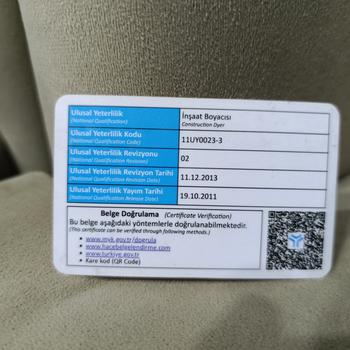 Ulusal Yeterlilik
(National Qualification)
İnşaat Boyacısı
Construction Dyer
Ulusal Yeterlilik Kodu
(National Qualification Code)
11UY0023-3
Ulusal Yeterlilik Revizyonu
(National Qualification Revision)
02
Ulusal Yeterlilik Revizyon Tarihi
(National Qualification Revision Date)
11.12.2013
Ulusal Yeterlilik Yayım Tarihi
(National Qualification Release Date)
19.10.2011
Belge Doğrulama (Certificate Verification)
Bu belge aşağıdaki yöntemlerle doğrulanabilmektedir.
(This certificate can be verified through following methods.)
• www.myk.gov.tr/dogrula
• www.hacebelgelendirme.com
• www.turkiye.gov.tr
• Kare kod (QR Code)